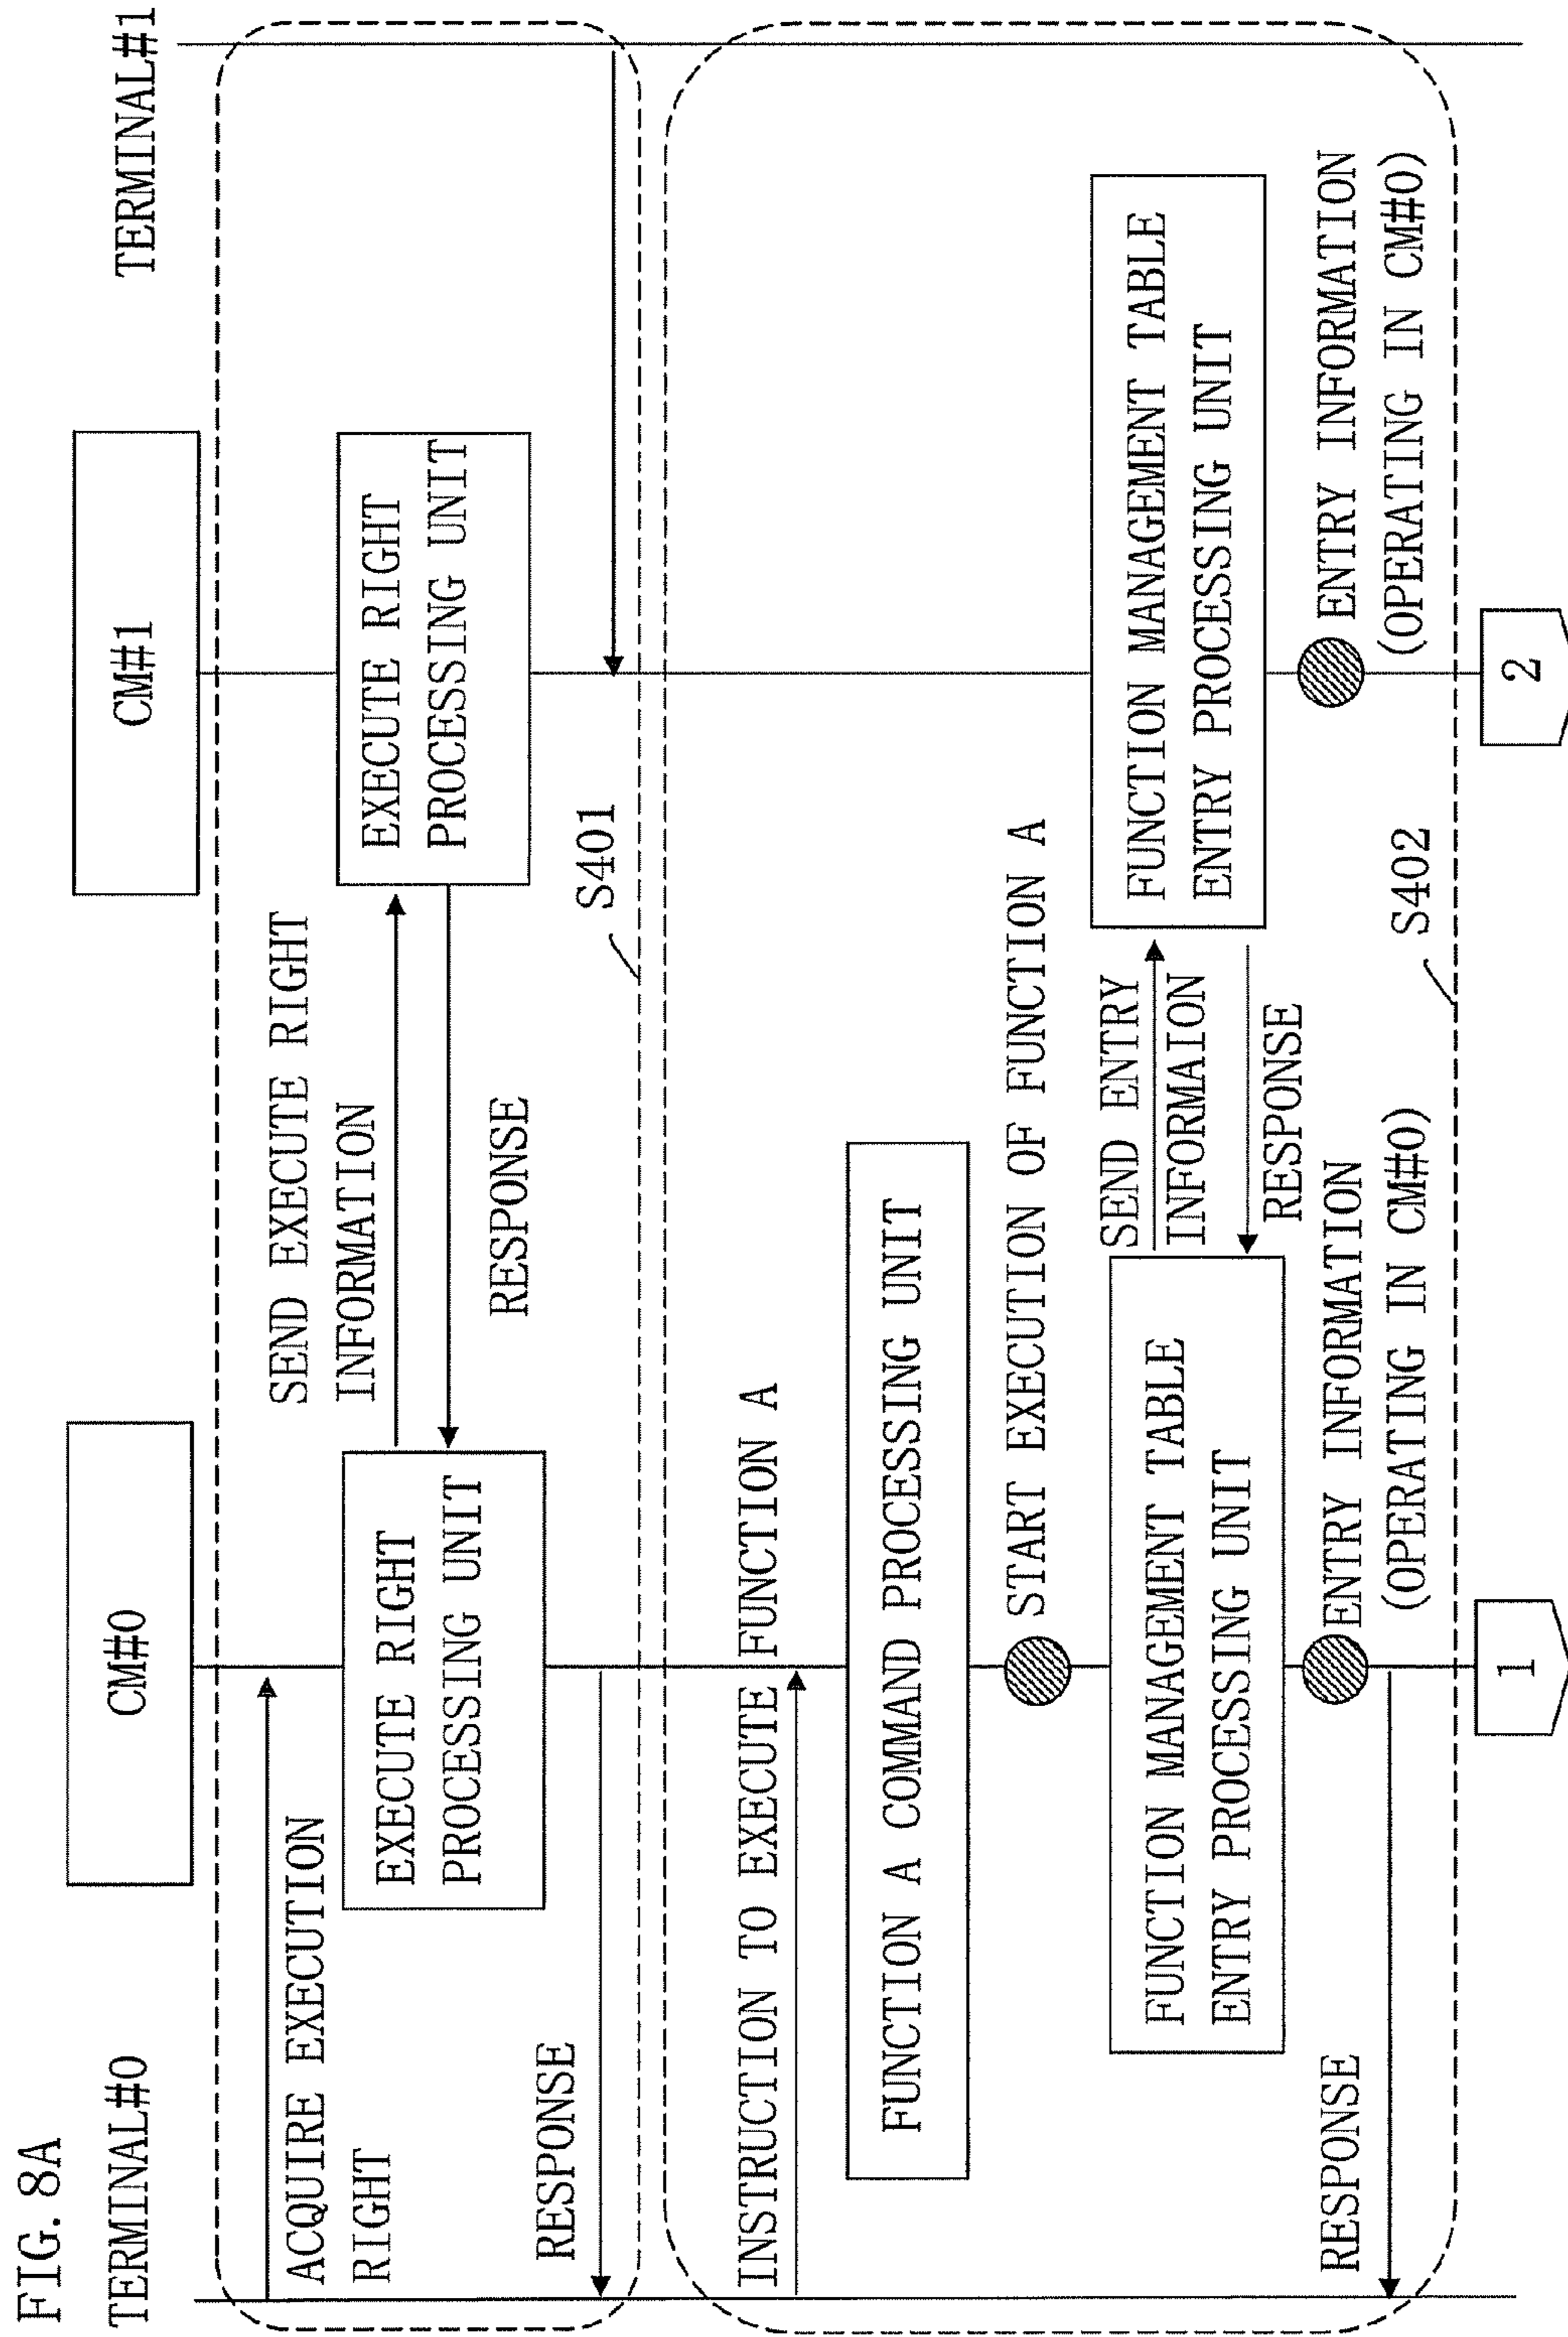 FIG. 8A
TERMINAL#0
CM#0
CM#1
TERMINAL#1
ACQUIRE EXECUTION
RIGHT
SEND EXECUTE RIGHT
INFORMATION
EXECUTE RIGHT
PROCESSING UNIT
EXECUTE RIGHT
PROCESSING UNIT
RESPONSE
RESPONSE
S401
INSTRUCTION TO EXECUTE FUNCTION A
FUNCTION A COMMAND PROCESSING UNIT
START EXECUTION OF FUNCTION A
SEND ENTRY
INFORMAION
FUNCTION MANAGEMENT TABLE
ENTRY PROCESSING UNIT
FUNCTION MANAGEMENT TABLE
ENTRY PROCESSING UNIT
RESPONSE
RESPONSE
ENTRY INFORMATION
(OPERATING IN CM#0)
ENTRY INFORMATION
(OPERATING IN CM#0)
S402
1
2